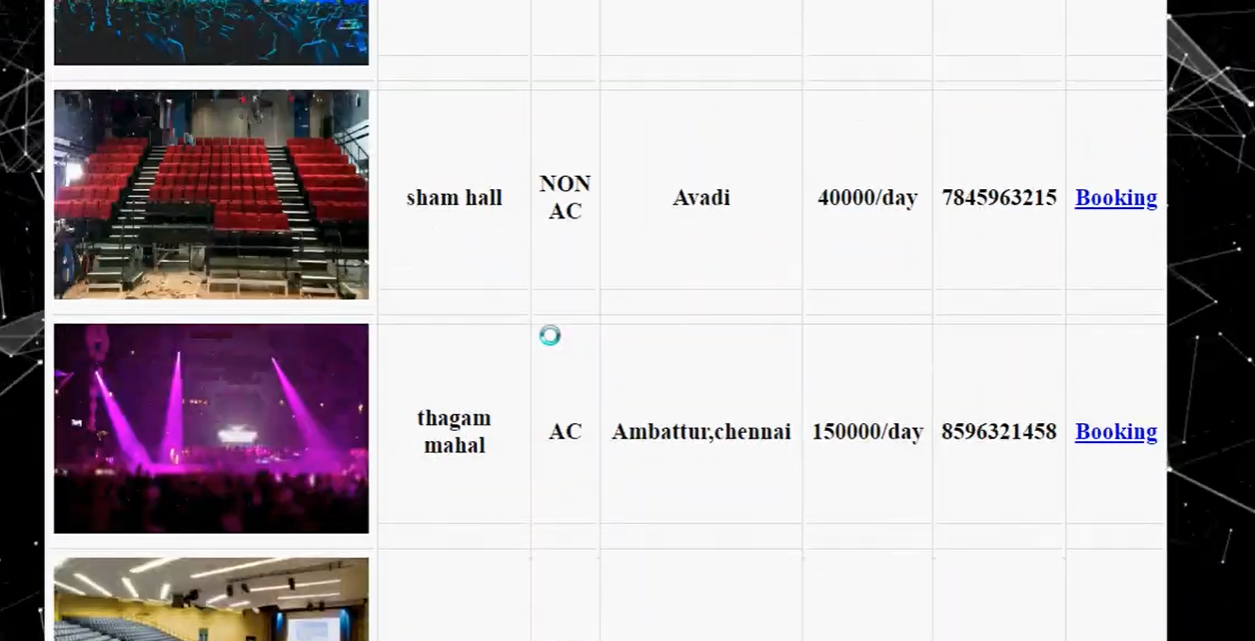 sham hall
NON
AC
Avadi
40000/day
7845963215
Booking
thagam
mahal
AC
Ambattur,chennai
150000/day
8596321458
Booking